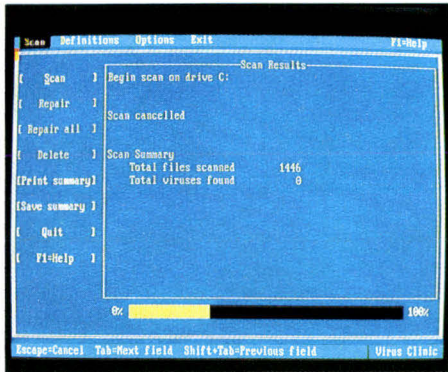 Scan Definitions Options Exit F1=Help
Scan Results
[ Scan ]
Begin scan on drive C:
[ Repair ]
Scan cancelled
[ Repair all ]
[ Delete ]
Scan Summary
Total files scanned 1446
Total viruses found 0
[Print summary]
[Save summary ]
[ Quit ]
[ F1=Help ]
0% 100%
Escape=Cancel Tab=Next field Shift+Tab=Previous field Virus Clinic